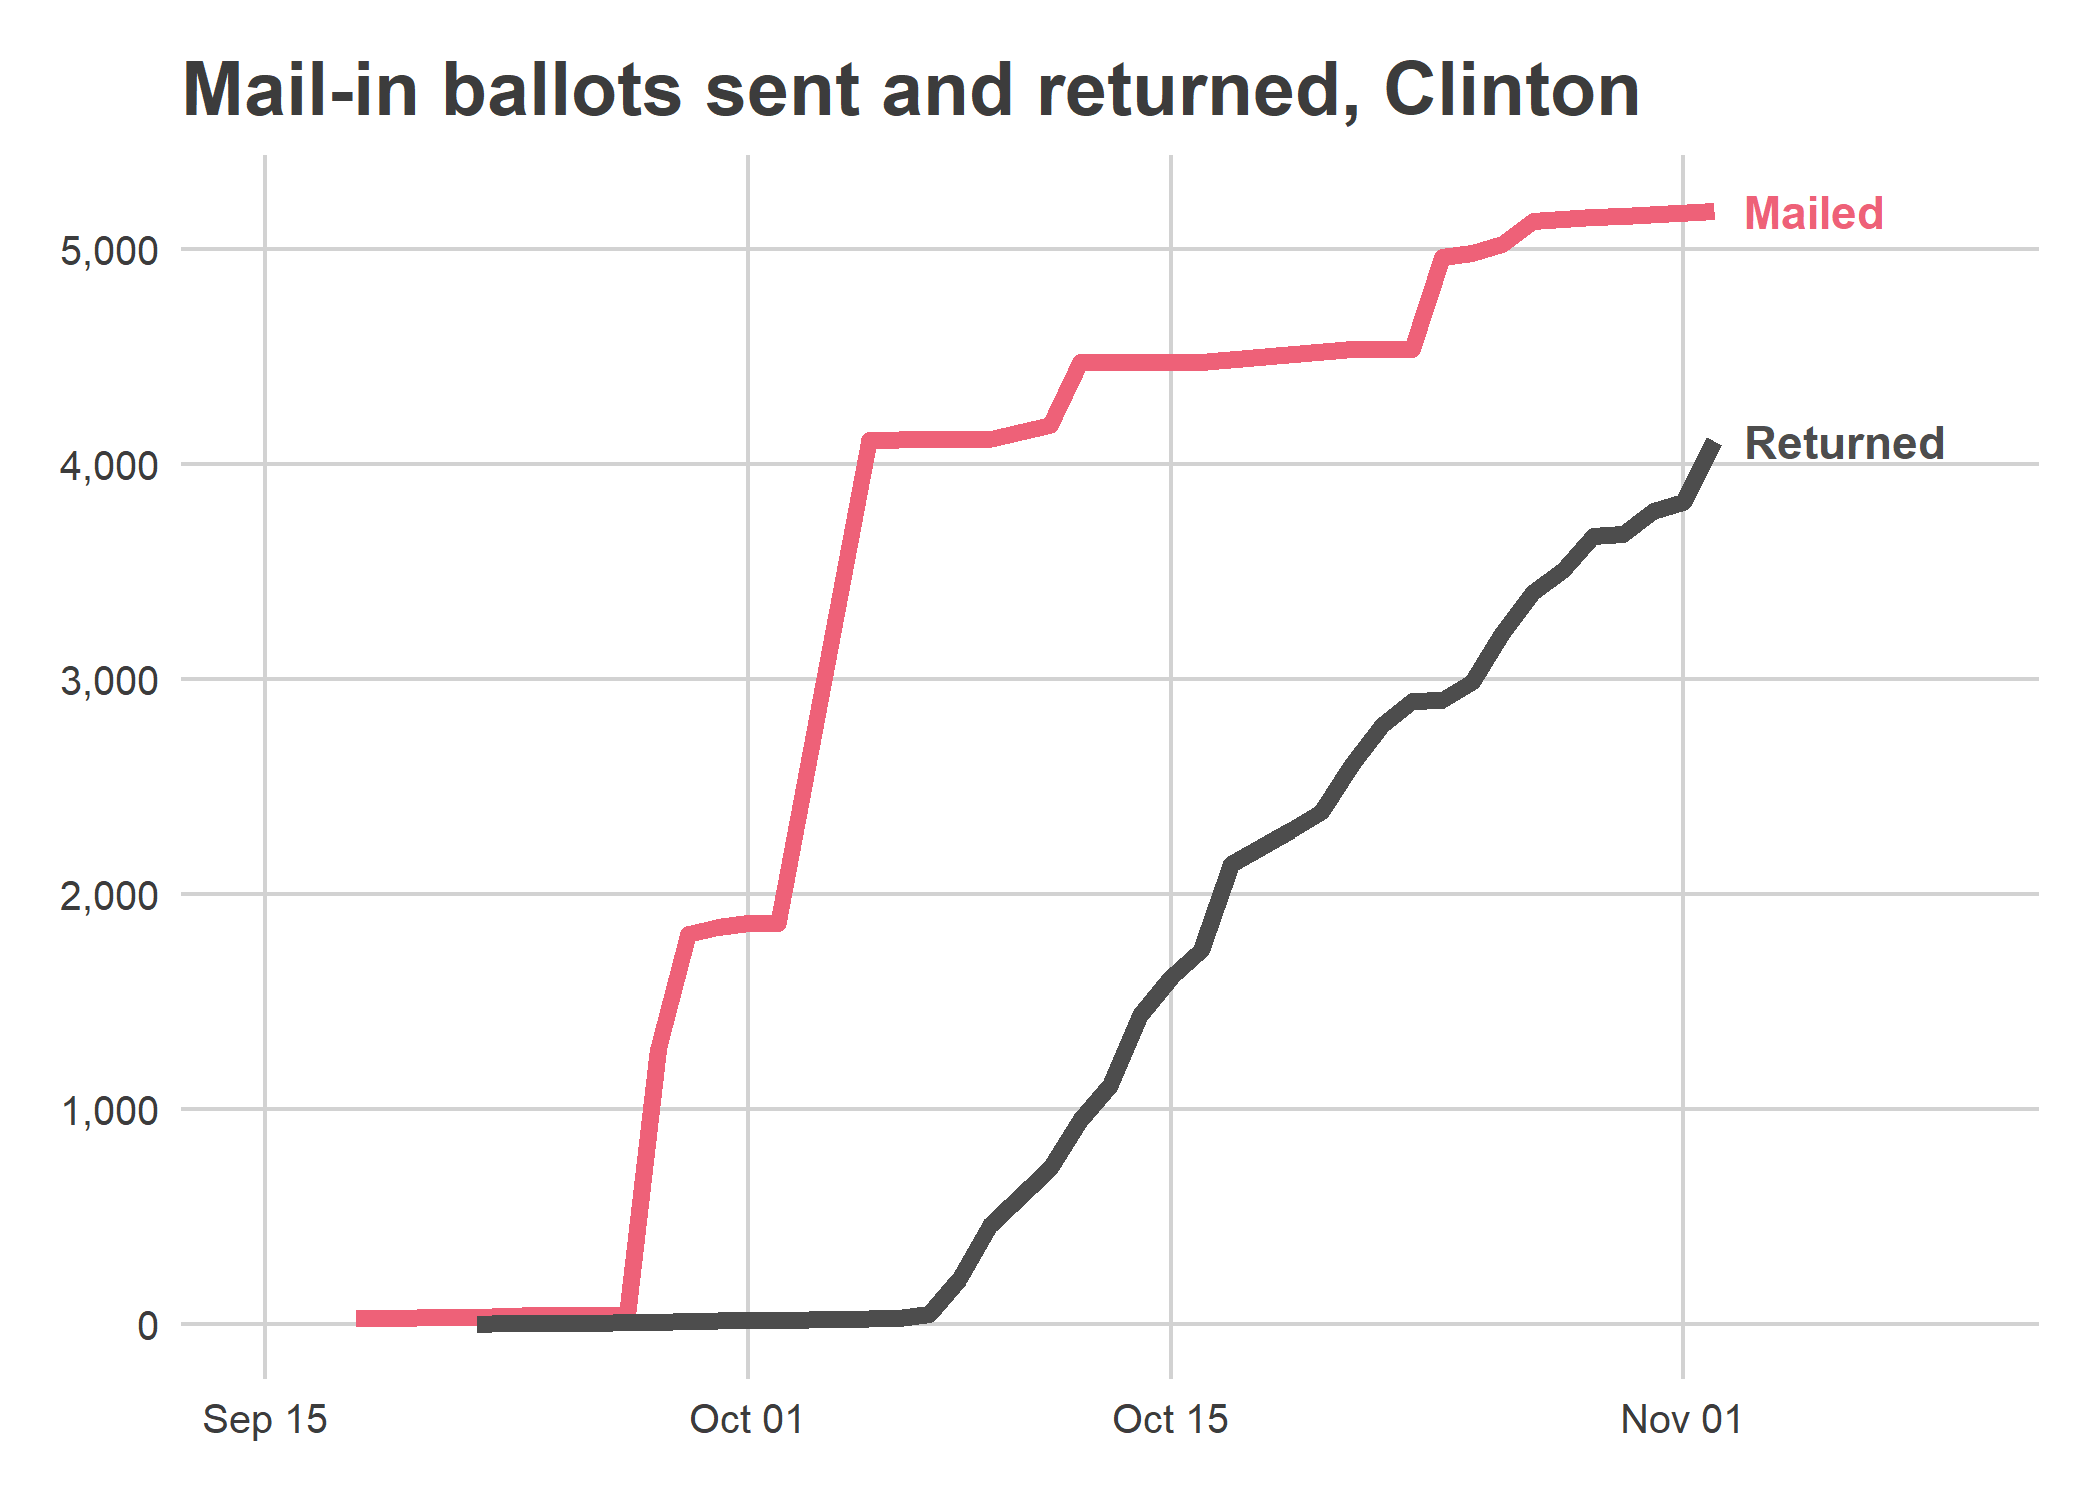 Mail-in ballots sent and returned, Clinton
Mailed
5,000
Returned
4,000
3,000
2,000
1,000
0
Sep 15
Oct 01
Oct 15
Nov 01